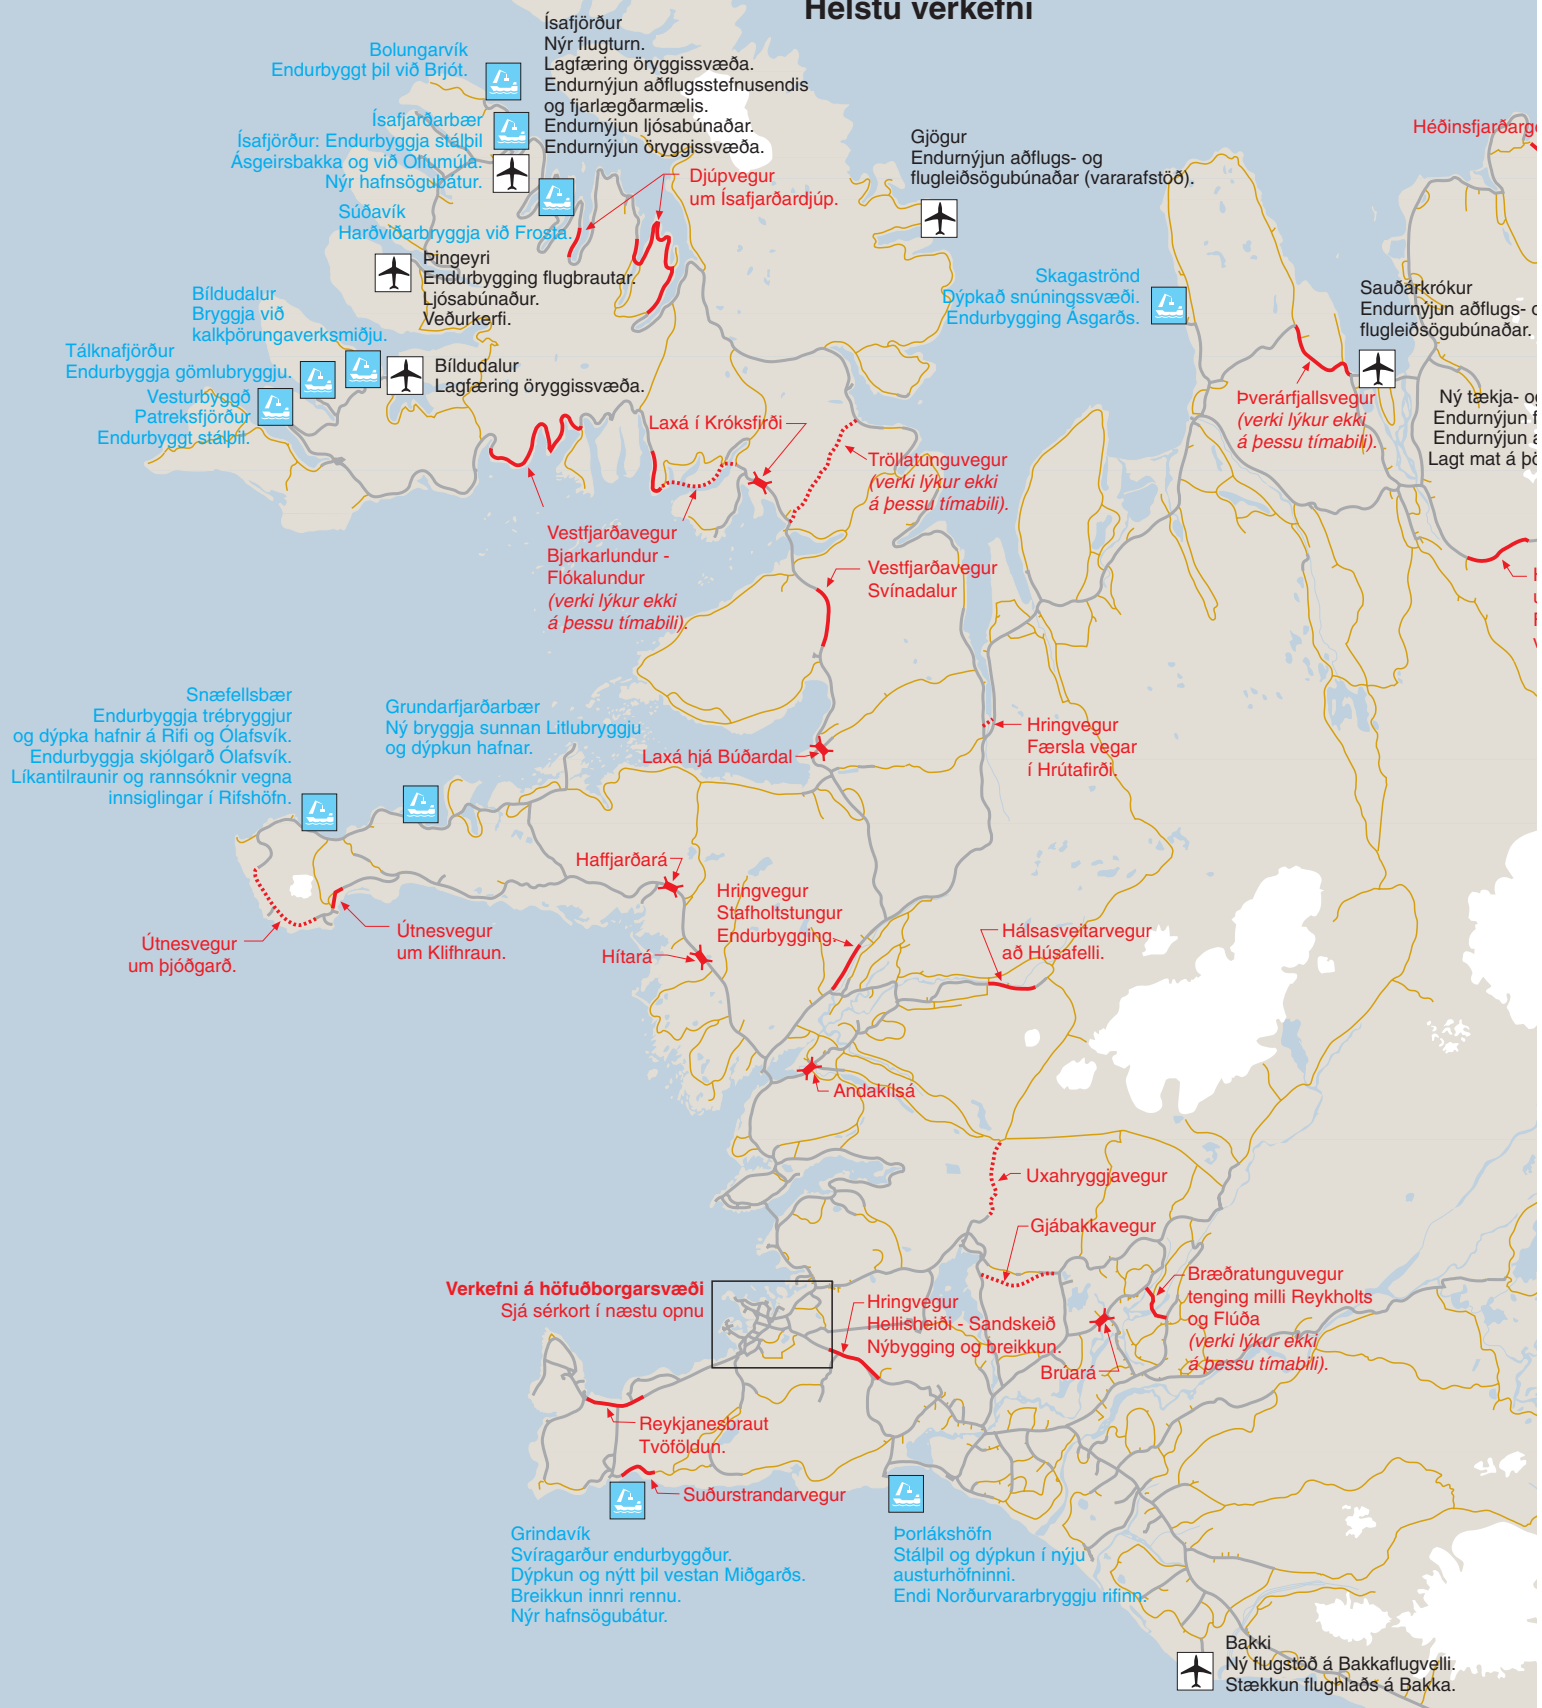 Helstu verkefni
Ísafjörður
Nýr flugturn.
Lagfæring öryggissvæða.
Endurnýjun aðflugsstefnusendis
og fjarlægðarmælis.
Endurnýjun ljósabúnaðar.
Endurnýjun öryggissvæða.
Bolungarvík
Endurbyggt þil við Brjót.
Ísafjarðarbær
Ísafjörður: Endurbyggja stálþil
Ásgeirsbakka og við Olíumúla.
Nýr hafnsögubátur.
Súðavík
Harðviðarbryggja við Frosta.
Djúpvegur
um Ísafjarðardjúp.
Gjögur
Endurnýjun aðflugs- og
flugleiðsögubúnaðar (vararafstöð).
Héðinsfjarðarg
Þingeyri
Endurbygging flugbrautar.
Ljósabúnaður.
Veðurkerfi.
Skagaströnd
Dýpkað snúningssvæði.
Endurbygging Ásgarðs.
Sauðárkrókur
Endurnýjun aðflugs- o
flugleiðsögubúnaðar.
Bíldudalur
Bryggja við
kalkþörungaverksmiðju.
Tálknafjörður
Endurbyggja gömlubryggju.
Bíldudalur
Lagfæring öryggissvæða.
Vesturbyggð
Patreksfjörður
Endurbyggt stálþil.
Þverárfjallsvegur
(verki lýkur ekki
á þessu tímabili).
Ný tækja- og
Endurnýjun f
Endurnýjun a
Lagt mat á þö
Laxá í Króksfirði
Tröllatunguvegur
(verki lýkur ekki
á þessu tímabili).
Vestfjarðavegur
Bjarkarlundur -
Flókalundur
(verki lýkur ekki
á þessu tímabili).
Vestfjarðavegur
Svínadalur
Snæfellsbær
Endurbyggja trébryggjur
og dýpka hafnir á Rifi og Ólafsvík.
Endurbyggja skjólgarð Ólafsvík.
Líkantilraunir og rannsóknir vegna
innsiglingar í Rifshöfn.
Grundarfjarðarbær
Ný bryggja sunnan Litlubryggju
og dýpkun hafnar.
Laxá hjá Búðardal
Hringvegur
Færsla vegar
í Hrútafirði.
Haffjarðará
Hringvegur
Stafholtstungur
Endurbygging.
Útnesvegur
um þjóðgarð.
Útnesvegur
um Klifhraun.
Hítará
Hálsasveitarvegur
að Húsafelli.
Andakílsá
Uxahryggjavegur
Gjábakkavegur
Verkefni á höfuðborgarsvæði
Sjá sérkort í næstu opnu
Hringvegur
Hellisheiði - Sandskeið
Nýbygging og breikkun.
Bræðratunguvegur
tenging milli Reykholts
og Flúða
(verki lýkur ekki
á þessu tímabili).
Brúará
Reykjanesbraut
Tvöföldun.
Suðurstrandarvegur
Grindavík
Svíragarður endurbyggður.
Dýpkun og nýtt þil vestan Miðgarðs.
Breikkun innri rennu.
Nýr hafnsögubátur.
Þorlákshöfn
Stálþil og dýpkun í nýju
austurhöfninni.
Endi Norðurvararbryggju rifinn.
Bakki
Ný flugstöð á Bakkaflugvelli.
Stækkun flughlaðs á Bakka.